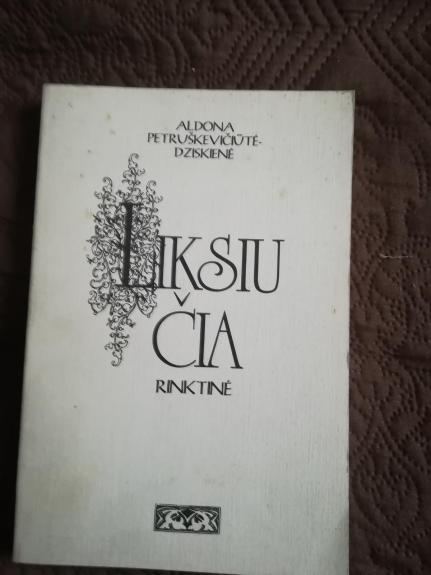 ALDONA
PETRUŠKEVIČIŪTĖ-
DZISKIENĖ
LIKSIU
ČIA
RINKTINĖ